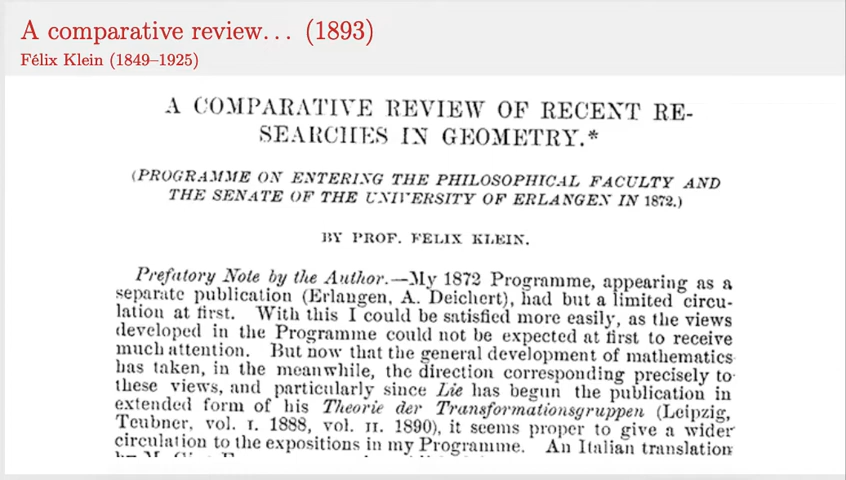 A comparative review... (1893)
Félix Klein (1849–1925)
A COMPARATIVE REVIEW OF RECENT RE-
SEARCHES IN GEOMETRY.*
(PROGRAMME ON ENTERING THE PHILOSOPHICAL FACULTY AND
THE SENATE OF THE UNIVERSITY OF ERLANGEN IN 1872.)
BY PROF. FELIX KLEIN.
Prefatory Note by the Author.—My 1872 Programme, appearing as a
separate publication (Erlangen, A. Deichert), had but a limited circu-
lation at first. With this I could be satisfied more easily, as the views
developed in the Programme could not be expected at first to receive
much attention. But now that the general development of mathematics
has taken, in the meanwhile, the direction corresponding precisely to
these views, and particularly since Lie has begun the publication in
extended form of his Theorie der Transformationsgruppen (Leipzig,
Teubner, vol. I. 1888, vol. II. 1890), it seems proper to give a wider
circulation to the expositions in my Programme. An Italian translation